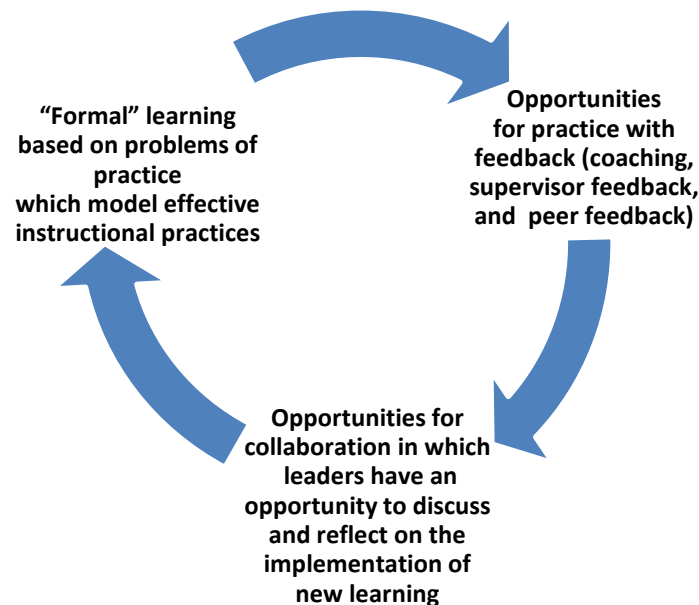 “Formal” learning
based on problems of
practice
which model effective
instructional practices
Opportunities
for practice with
feedback (coaching,
supervisor feedback,
and peer feedback)
Opportunities for
collaboration in which
leaders have an
opportunity to discuss
and reflect on the
implementation of
new learning